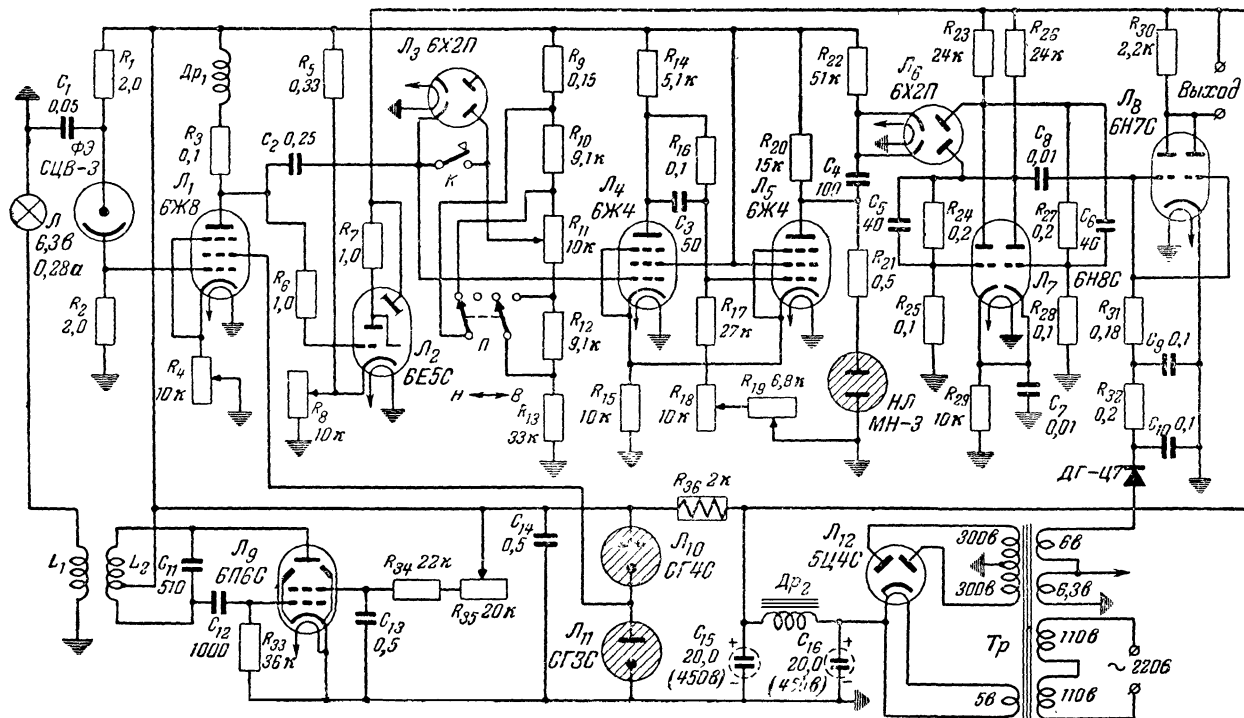 R1
2,0
C1
0,05
ФЭ
СЦВ-3
Л
6,3в
0,28а
R2
2,0
Др1
R3
0,1
Л1
6Ж8
R4
10к
C2 0,25
R5
0,33
R6
1,0
R7
1,0
Л2
6Е5С
R8
10к
Л3 6Х2П
К
R9
0,15
R10
9,1к
R11
10к
R12
9,1к
R13
33к
П
Н
В
R14
5,1к
R16
0,1
Л4
6Ж4
C3
50
R15
10к
R17
27к
R18
10к
R19 6,8к
R20
15к
Л5
6Ж4
R22
51к
C4
100
R21
0,5
НЛ
МН-3
Л6
6Х2П
C5
40
R23
24к
R26
24к
R24
0,2
R25
0,1
C8
0,01
R27
0,2
C6
40
Л7
6Н8С
R28
0,1
R29
10к
C7
0,01
R30
2,2к
Выход
Л8
6Н7С
R31
0,18
C9 0,1
R32
0,2
C10 0,1
ДГ-Ц7
L1
L2
C11
510
C12
1000
Л9
6П6С
R33
36к
R34 22к
R35 20к
C13
0,5
C14
0,5
R36 2к
Л10
СГ4С
Л11
СГ3С
C15
20,0
(450в)
+
−
Др2
C16
20,0
(450в)
+
−
Л12
5Ц4С
300в
300в
5в
Тр
6в
6,3в
110в
110в
~220в